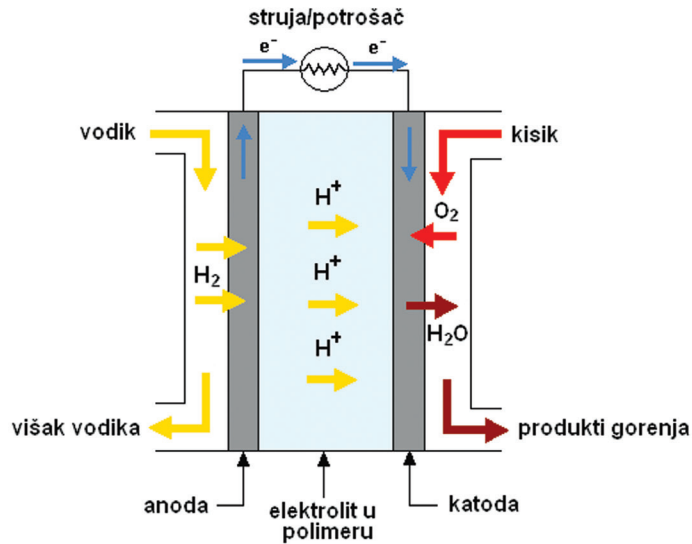 struja/potrošač
e⁻
e⁻
vodik
kisik
H⁺
O₂
H₂
H⁺
H₂O
H⁺
višak vodika
produkti gorenja
anoda
elektrolit u
polimeru
katoda